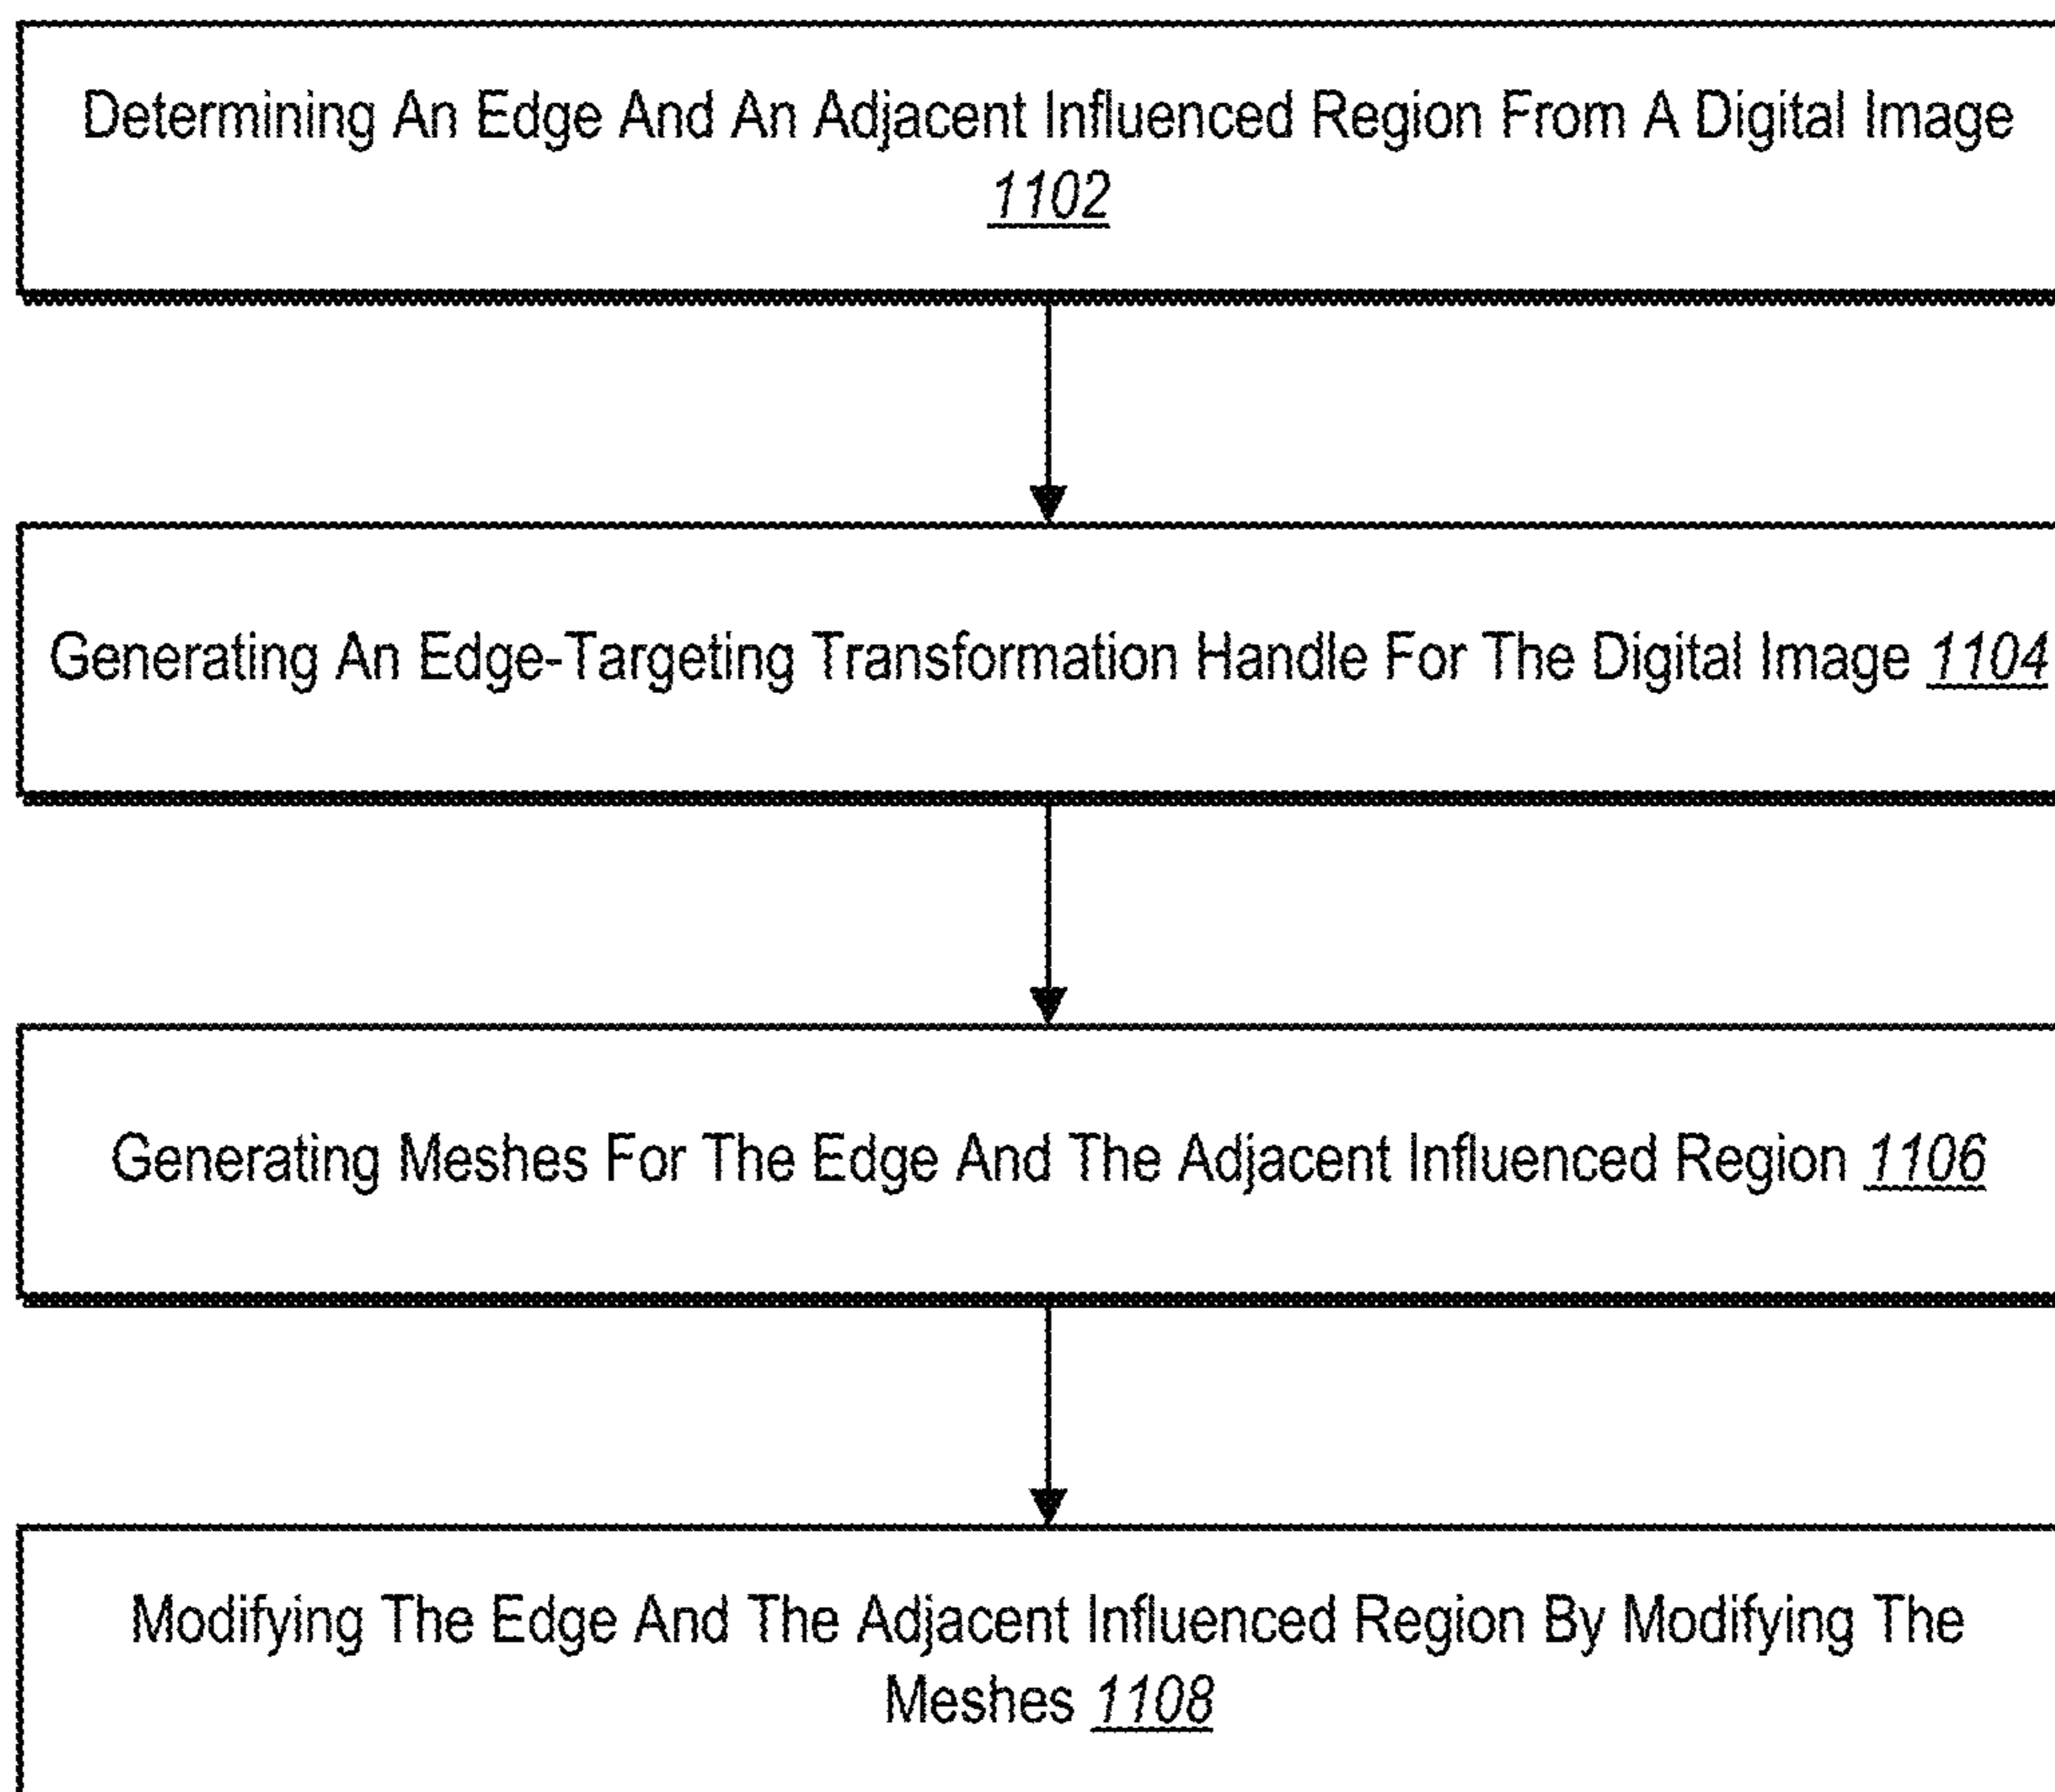 Determining An Edge And An Adjacent Influenced Region From A Digital Image
1102
Generating An Edge-Targeting Transformation Handle For The Digital Image 1104
Generating Meshes For The Edge And The Adjacent Influenced Region 1106
Modifying The Edge And The Adjacent Influenced Region By Modifying The
Meshes 1108